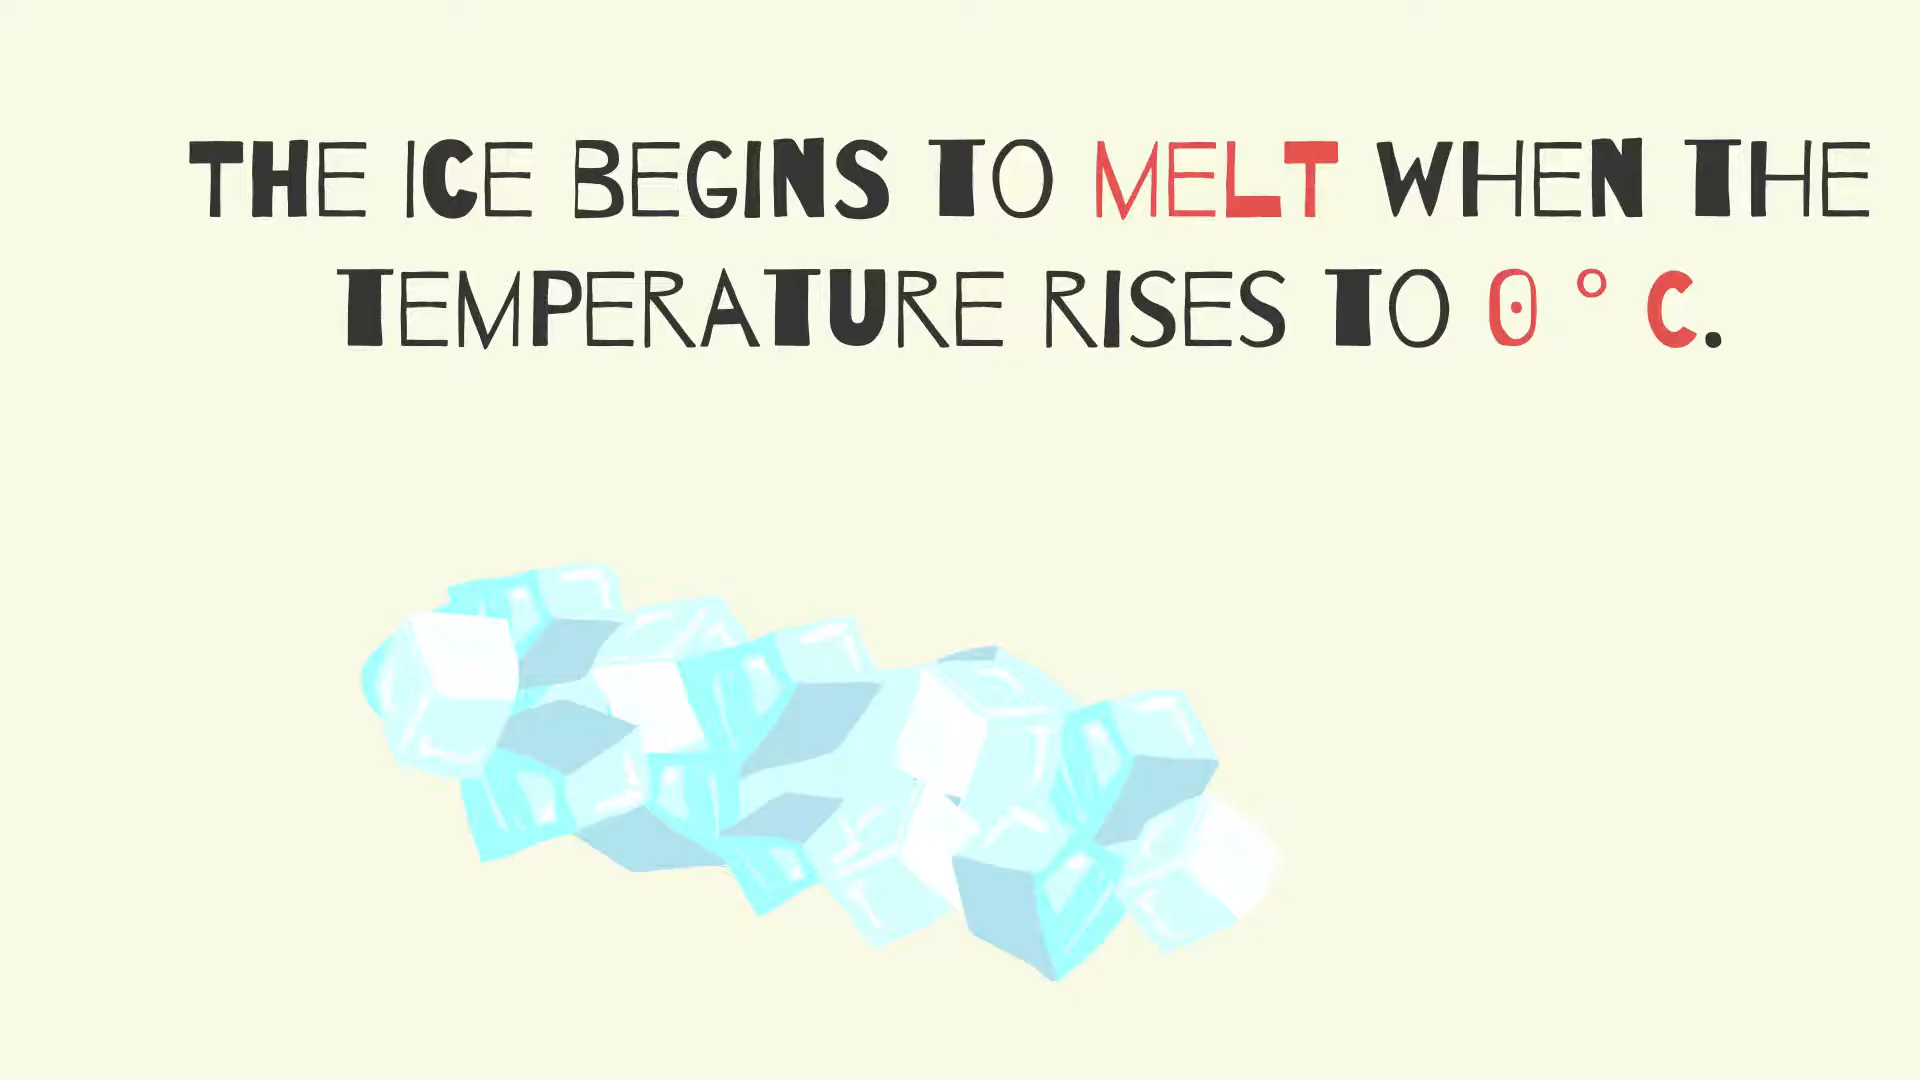 THE ICE BEGINS TO MELT WHEN THE
TEMPERATURE RISES TO 0 ° C.